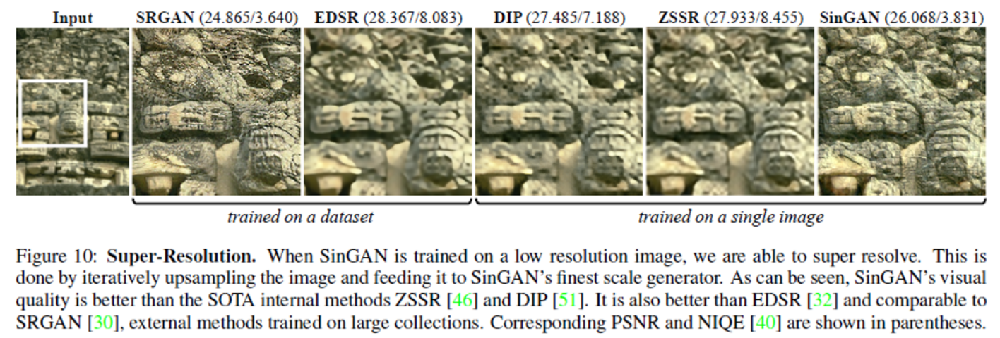 Input SRGAN (24.865/3.640) EDSR (28.367/8.083) DIP (27.485/7.188) ZSSR (27.933/8.455) SinGAN (26.068/3.831)
trained on a dataset trained on a single image
Figure 10: Super-Resolution. When SinGAN is trained on a low resolution image, we are able to super resolve. This is
done by iteratively upsampling the image and feeding it to SinGAN's finest scale generator. As can be seen, SinGAN's visual
quality is better than the SOTA internal methods ZSSR [46] and DIP [51]. It is also better than EDSR [32] and comparable to
SRGAN [30], external methods trained on large collections. Corresponding PSNR and NIQE [40] are shown in parentheses.